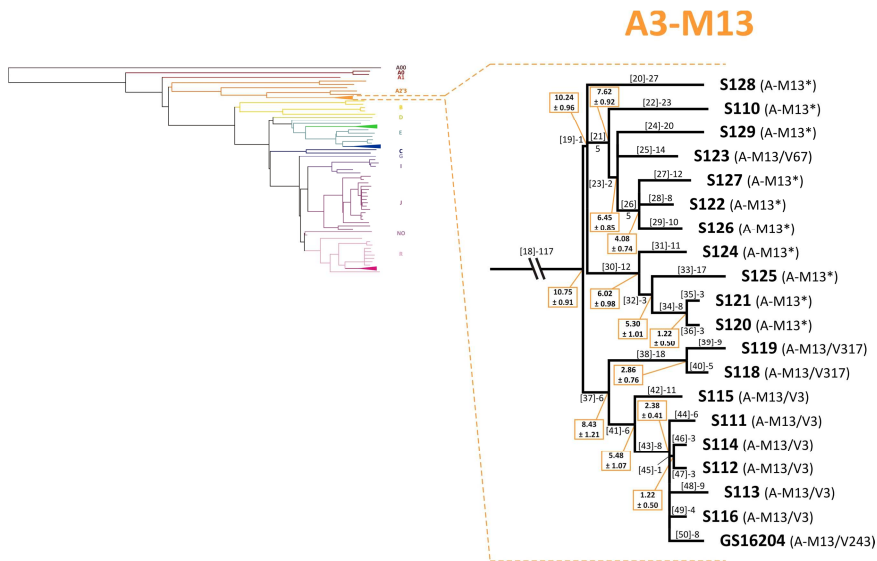 A3-M13
A00
A0
A1
A2'3
B
D
E
C
G
I
J
NO
R
[20]-27
S128 (A-M13*)
10.24
± 0.96
7.62
± 0.92
[22]-23
S110 (A-M13*)
[19]-1
[21]
5
[24]-20
S129 (A-M13*)
[25]-14
S123 (A-M13/V67)
[23]-2
[27]-12
S127 (A-M13*)
[26]
5
[28]-8
S122 (A-M13*)
6.45
± 0.85
[29]-10
S126 (A-M13*)
4.08
± 0.74
[18]-117
[31]-11
S124 (A-M13*)
[30]-12
[33]-17
S125 (A-M13*)
10.75
± 0.91
6.02
± 0.98
[32]-3
[35]-3
S121 (A-M13*)
[34]-8
5.30
± 1.01
1.22
± 0.50
[36]-3
S120 (A-M13*)
[39]-9
S119 (A-M13/V317)
[38]-18
2.86
± 0.76
[40]-5
S118 (A-M13/V317)
[37]-6
[42]-11
S115 (A-M13/V3)
2.38
± 0.41
[44]-6
S111 (A-M13/V3)
8.43
± 1.21
[41]-6
[43]-8
[46]-3
S114 (A-M13/V3)
5.48
± 1.07
[45]-1
[47]-3
S112 (A-M13/V3)
1.22
± 0.50
[48]-9
S113 (A-M13/V3)
[49]-4
S116 (A-M13/V3)
[50]-8
GS16204 (A-M13/V243)